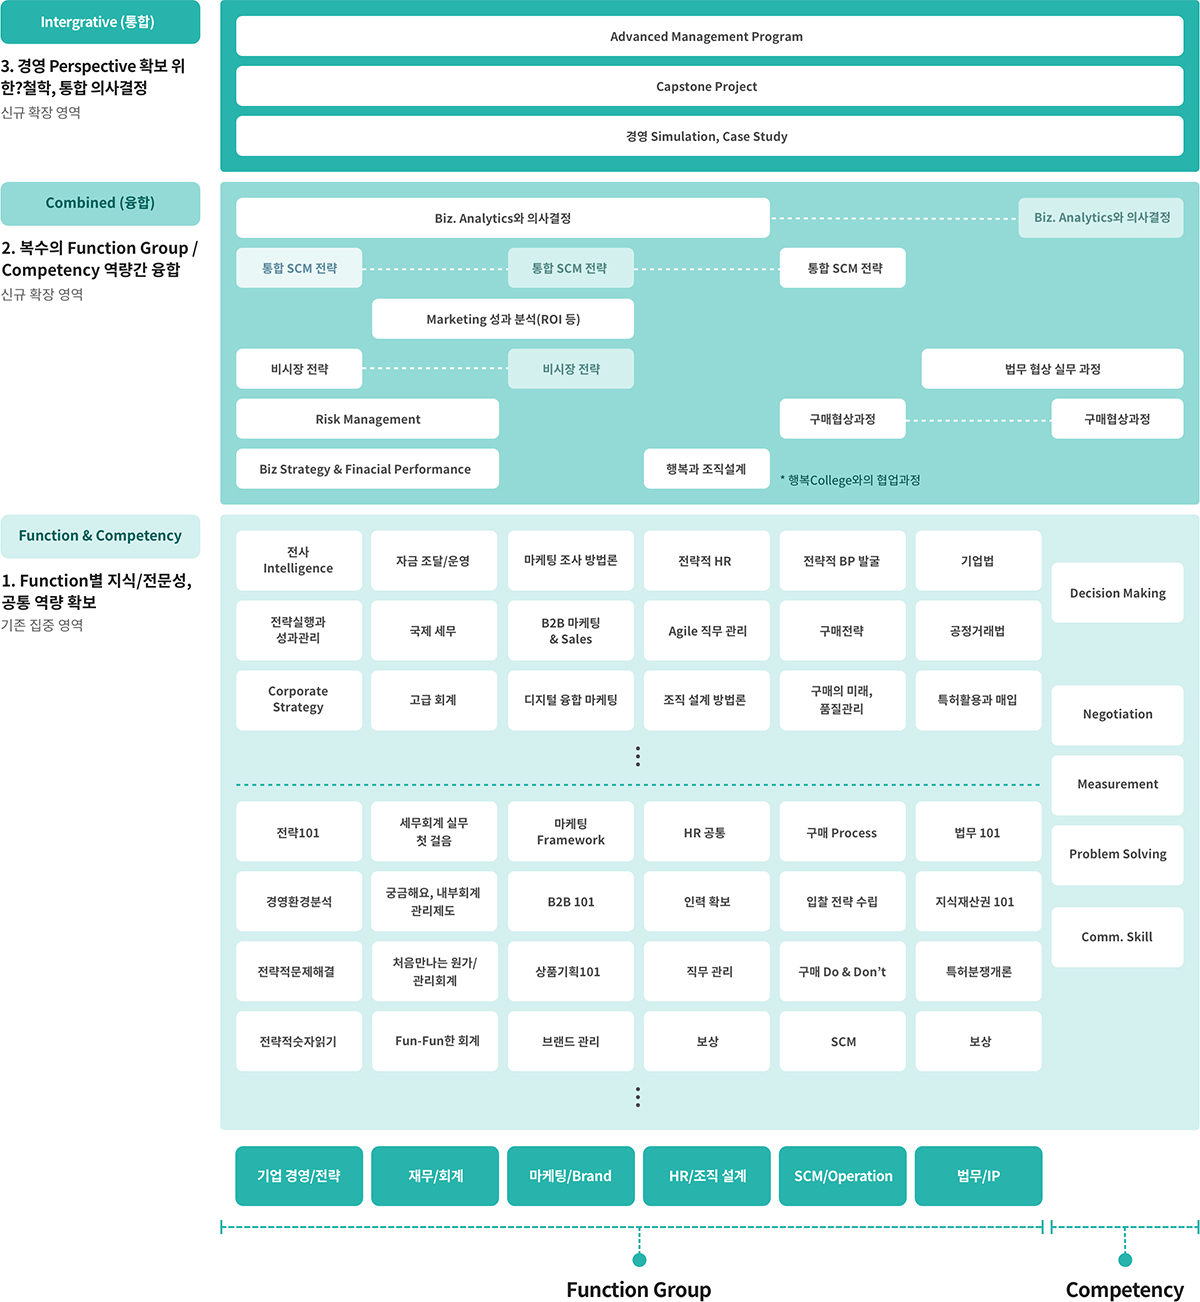 Intergrative (통합)
3. 경영 Perspective 확보 위
한?철학, 통합 의사결정
신규 확장 영역
Advanced Management Program
Capstone Project
경영 Simulation, Case Study
Combined (융합)
2. 복수의 Function Group /
Competency 역량간 융합
신규 확장 영역
Biz. Analytics와 의사결정
Biz. Analytics와 의사결정
통합 SCM 전략
통합 SCM 전략
통합 SCM 전략
Marketing 성과 분석(ROI 등)
비시장 전략
비시장 전략
법무 협상 실무 과정
Risk Management
구매협상과정
구매협상과정
Biz Strategy & Finacial Performance
행복과 조직설계
* 행복College와의 협업과정
Function & Competency
1. Function별 지식/전문성,
공통 역량 확보
기존 집중 영역
전사
Intelligence
자금 조달/운영
마케팅 조사 방법론
전략적 HR
전략적 BP 발굴
기업법
전략실행과
성과관리
국제 세무
B2B 마케팅
& Sales
Agile 직무 관리
구매전략
공정거래법
Corporate
Strategy
고급 회계
디지털 융합 마케팅
조직 설계 방법론
구매의 미래,
품질관리
특허활용과 매입
전략101
세무회계 실무
첫 걸음
마케팅
Framework
HR 공통
구매 Process
법무 101
경영환경분석
궁금해요, 내부회계
관리제도
B2B 101
인력 확보
입찰 전략 수립
지식재산권 101
전략적문제해결
처음만나는 원가/
관리회계
상품기획101
직무 관리
구매 Do & Don't
특허분쟁개론
전략적숫자읽기
Fun-Fun한 회계
브랜드 관리
보상
SCM
보상
Decision Making
Negotiation
Measurement
Problem Solving
Comm. Skill
기업 경영/전략
재무/회계
마케팅/Brand
HR/조직 설계
SCM/Operation
법무/IP
Function Group
Competency